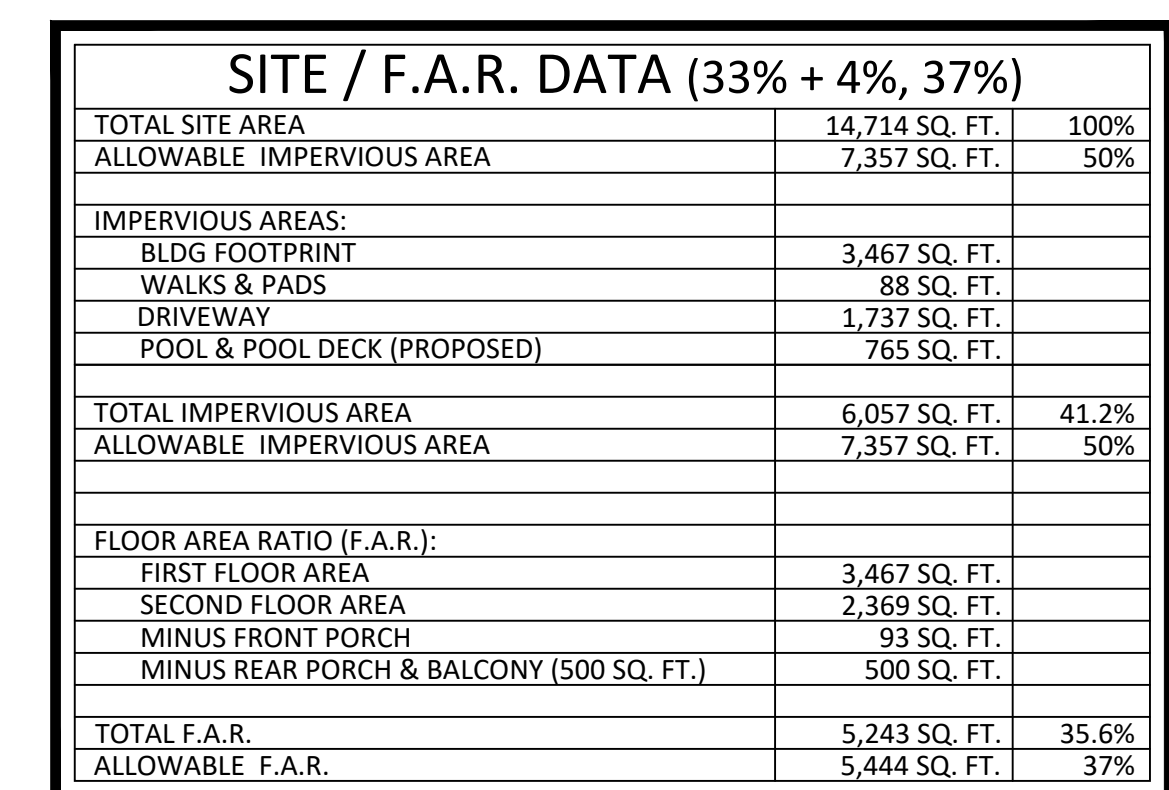 SITE / F.A.R. DATA (33% + 4%, 37%)
TOTAL SITE AREA 14,714 SQ. FT. 100%
ALLOWABLE IMPERVIOUS AREA 7,357 SQ. FT. 50%
IMPERVIOUS AREAS:
BLDG FOOTPRINT 3,467 SQ. FT.
WALKS & PADS 88 SQ. FT.
DRIVEWAY 1,737 SQ. FT.
POOL & POOL DECK (PROPOSED) 765 SQ. FT.
TOTAL IMPERVIOUS AREA 6,057 SQ. FT. 41.2%
ALLOWABLE IMPERVIOUS AREA 7,357 SQ. FT. 50%
FLOOR AREA RATIO (F.A.R.):
FIRST FLOOR AREA 3,467 SQ. FT.
SECOND FLOOR AREA 2,369 SQ. FT.
MINUS FRONT PORCH 93 SQ. FT.
MINUS REAR PORCH & BALCONY (500 SQ. FT.) 500 SQ. FT.
TOTAL F.A.R. 5,243 SQ. FT. 35.6%
ALLOWABLE F.A.R. 5,444 SQ. FT. 37%